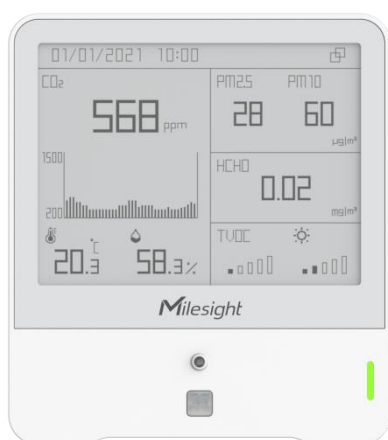 01/01/2021 10:00
CO₂
568 ppm
1500
200
20.3 °C
58.3%
PM2.5 PM10
28 60
µg/m³
HCHO
0.02
mg/m³
TVOC
Milesight